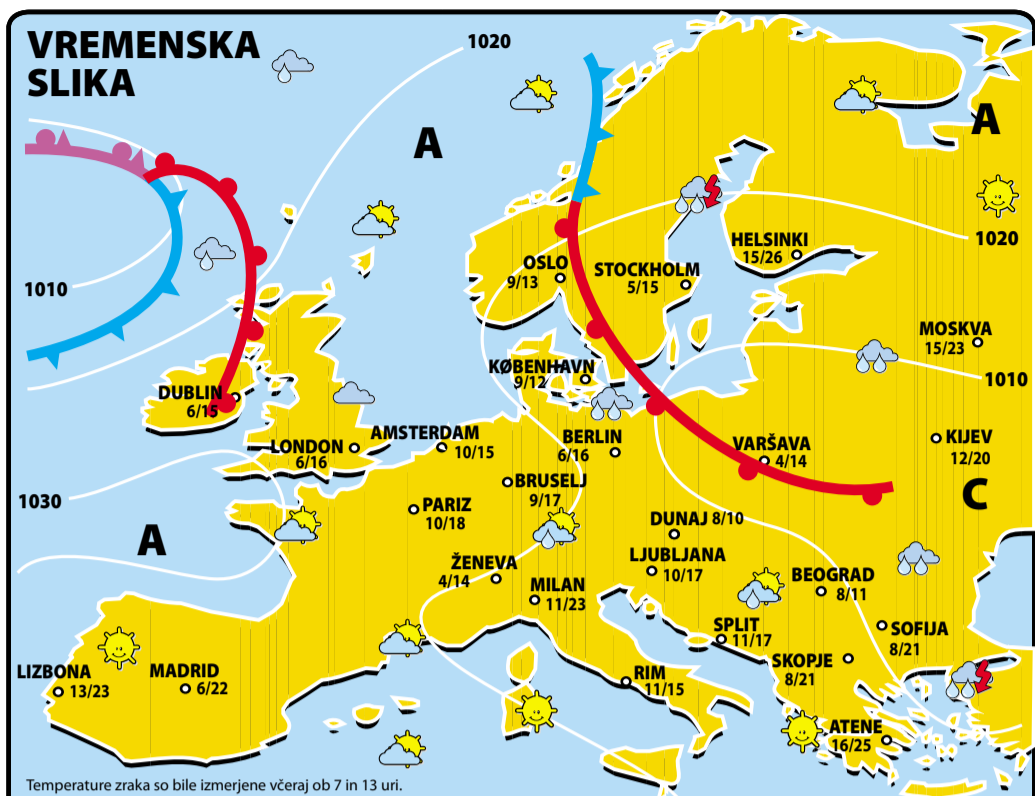 VREMENSKA
SLIKA
1020
A
A
1020
HELSINKI
15/26
OSLO
9/13
STOCKHOLM
5/15
1010
MOSKVA
15/23
KØBENHAVN
9/12
1010
DUBLIN
6/15
LONDON
6/16
AMSTERDAM
10/15
BERLIN
6/16
VARŠAVA
4/14
KIJEV
12/20
BRUSELJ
9/17
1030
PARIZ
10/18
C
A
DUNAJ 8/10
LJUBLJANA
10/17
ŽENEVA
4/14
MILAN
11/23
BEOGRAD
8/11
SPLIT
11/17
SOFIJA
8/21
SKOPJE
8/21
LIZBONA
13/23
MADRID
6/22
RIM
11/15
ATENE
16/25
Temperature zraka so bile izmerjene včeraj ob 7 in 13 uri.